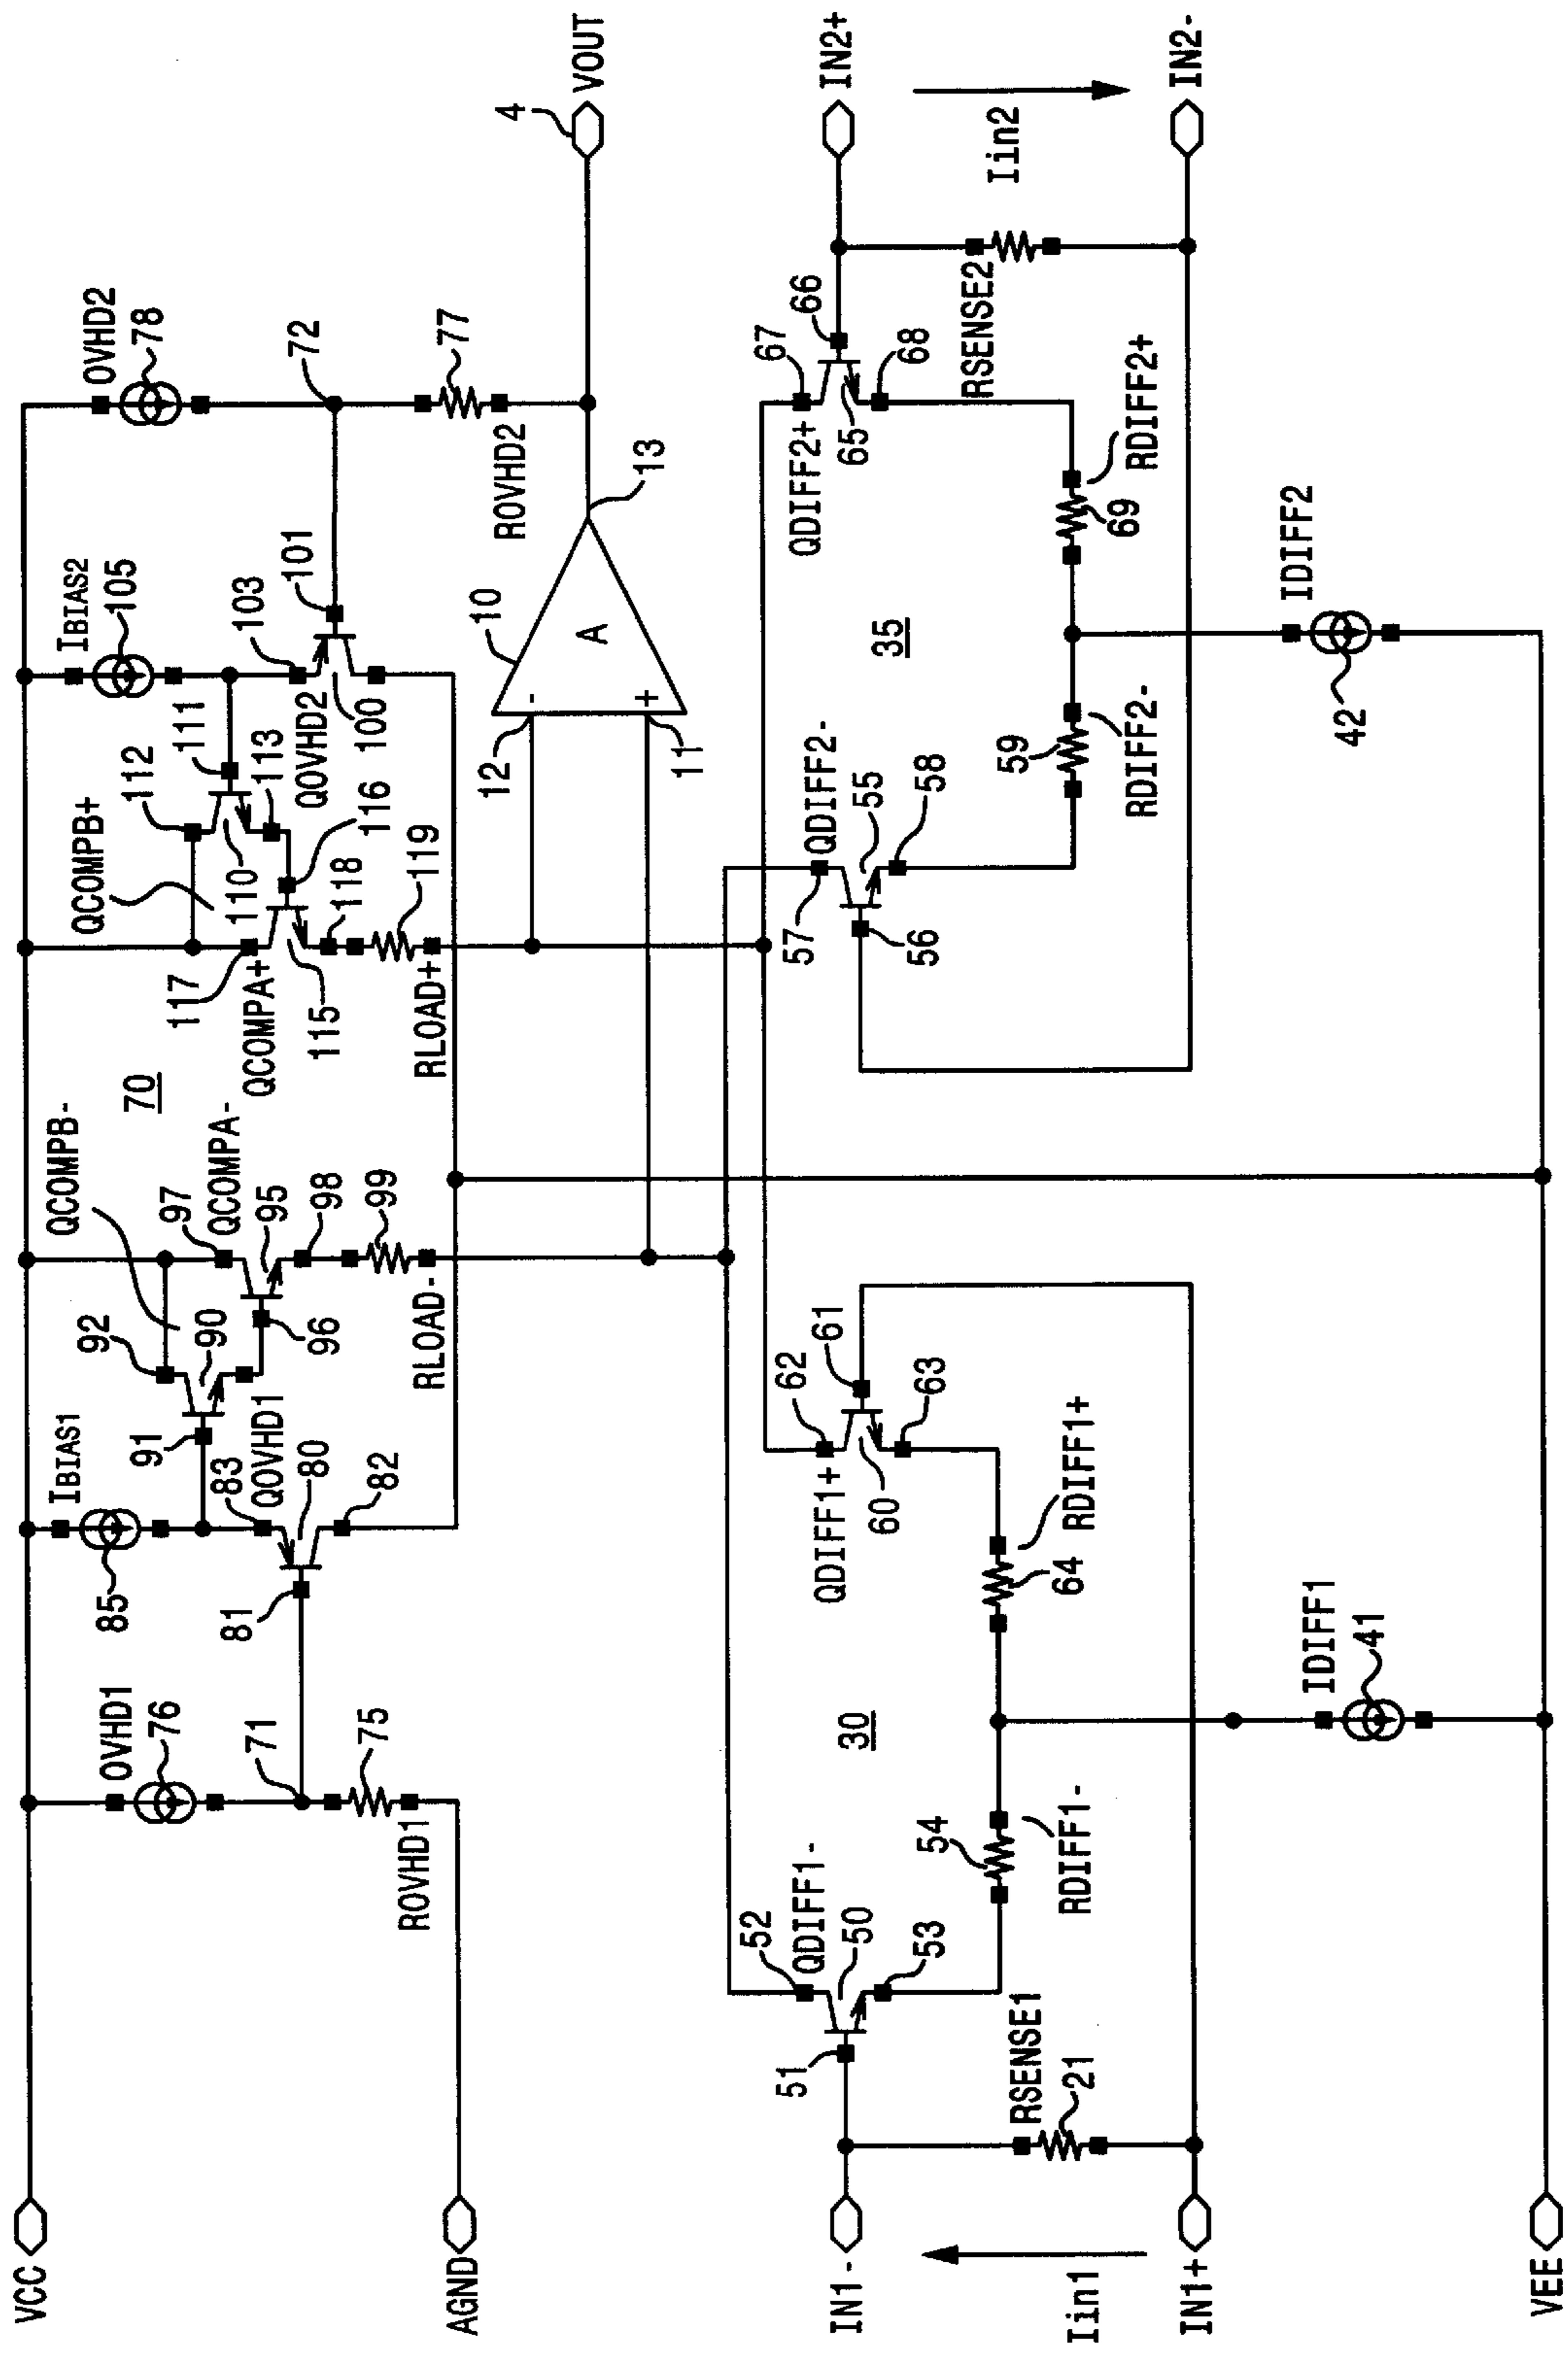 VCC
AGND
IN1-
Iin1
IN1+
VEE
OVHD1
76
71
75
ROVHD1
IBIAS1
85
81
83
QOVHD1
80
82
QCOMPB-
92
91
90
97
QCOMPA-
95
96
98
99
RLOAD-
70
QCOMPB+
112
111
110
113
117
QCOMPA+
115
116
118
119
RLOAD+
IBIAS2
105
103
101
QOVHD2
100
OVHD2
78
72
77
ROVHD2
10
A
-
+
12
11
13
4
VOUT
51
52
QDIFF1-
50
53
RSENSE1
21
54
RDIFF1-
30
62
61
QDIFF1+
60
63
RDIFF1+
64
IDIFF1
41
57
QDIFF2-
55
56
58
59
RDIFF2-
35
67
66
QDIFF2+
65
68
RSENSE2
69
RDIFF2+
IDIFF2
42
IN2+
Iin2
IN2-